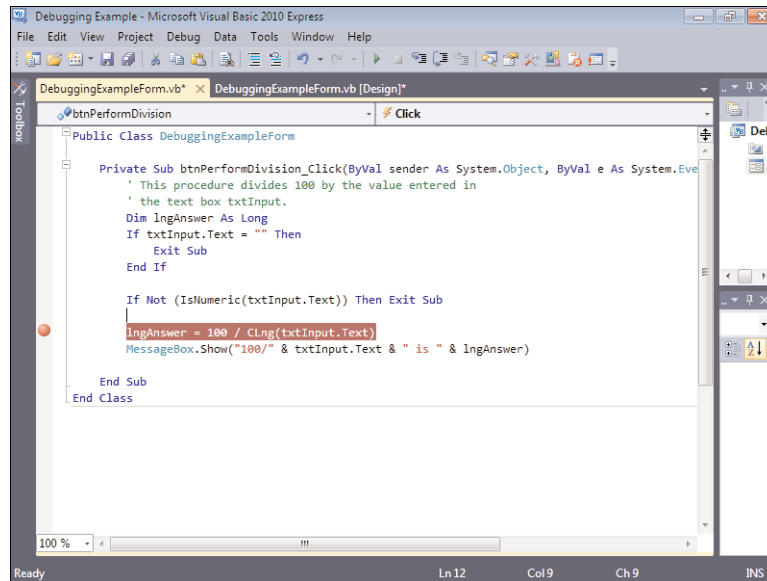 Debugging Example - Microsoft Visual Basic 2010 Express
File Edit View Project Debug Data Tools Window Help
DebuggingExampleForm.vb* DebuggingExampleForm.vb [Design]*
Toolbox
btnPerformDivision Click
Public Class DebuggingExampleForm
Private Sub btnPerformDivision_Click(ByVal sender As System.Object, ByVal e As System.Eve
' This procedure divides 100 by the value entered in
' the text box txtInput.
Dim lngAnswer As Long
If txtInput.Text = "" Then
Exit Sub
End If
If Not (IsNumeric(txtInput.Text)) Then Exit Sub
lngAnswer = 100 / CLng(txtInput.Text)
MessageBox.Show("100/" & txtInput.Text & " is " & lngAnswer)
End Sub
End Class
De
100 %
Ready Ln 12 Col 9 Ch 9 INS